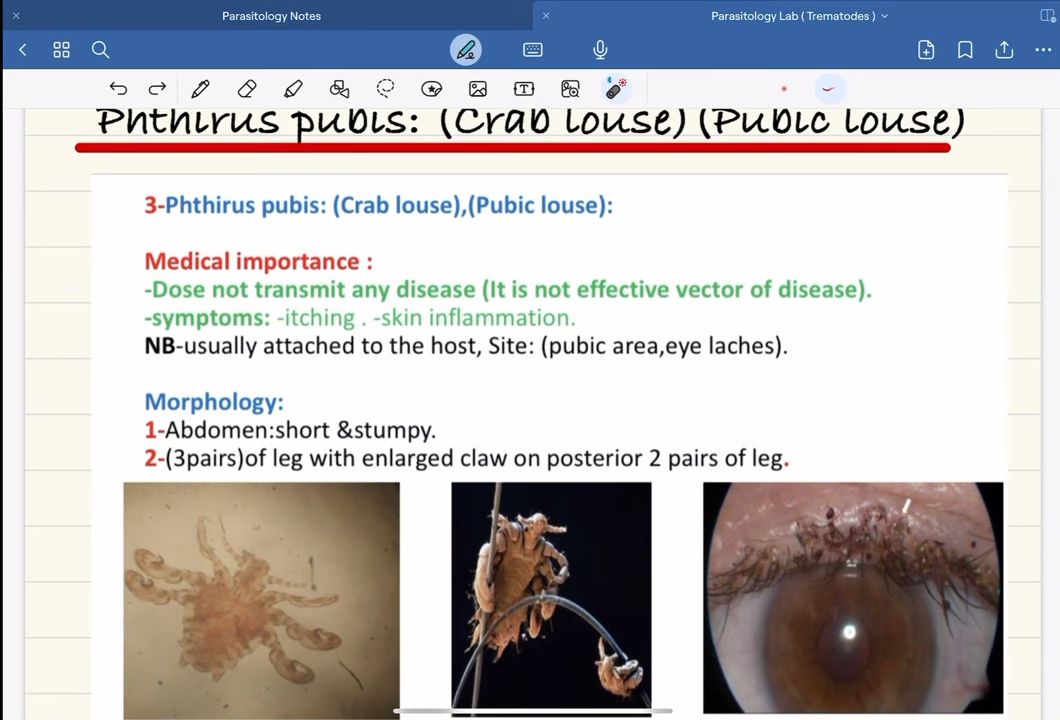 Parasitology Notes
Parasitology Lab ( Trematodes )
Phthirus pubis: (Crab louse) (Pubic louse)
3-Phthirus pubis: (Crab louse),(Pubic louse):
Medical importance :
-Dose not transmit any disease (It is not effective vector of disease).
-symptoms: -itching . -skin inflammation.
NB-usually attached to the host, Site: (pubic area,eye laches).
Morphology:
1-Abdomen:short &stumpy.
2-(3pairs)of leg with enlarged claw on posterior 2 pairs of leg.